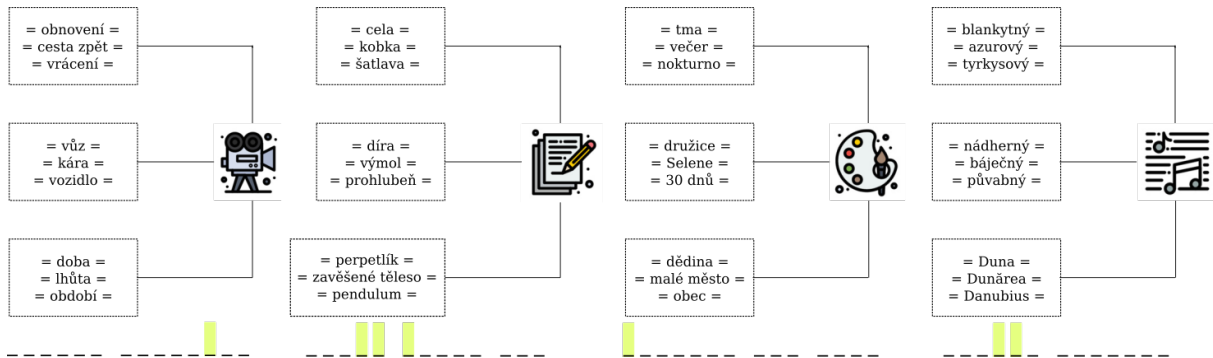 = obnovení =
= cesta zpět =
= vrácení =
= vůz =
= kára =
= vozidlo =
= doba =
= lhůta =
= období =
= cela =
= kobka =
= šatlava =
= díra =
= výmol =
= prohlubeň =
= perpetlík =
= zavěšené těleso =
= pendulum =
= tma =
= večer =
= nokturno =
= družice =
= Selene =
= 30 dnů =
= dědina =
= malé město =
= obec =
= blankytný =
= azurový =
= tyrkysový =
= nádherný =
= báječný =
= půvabný =
= Duna =
= Dunărea =
= Danubius =